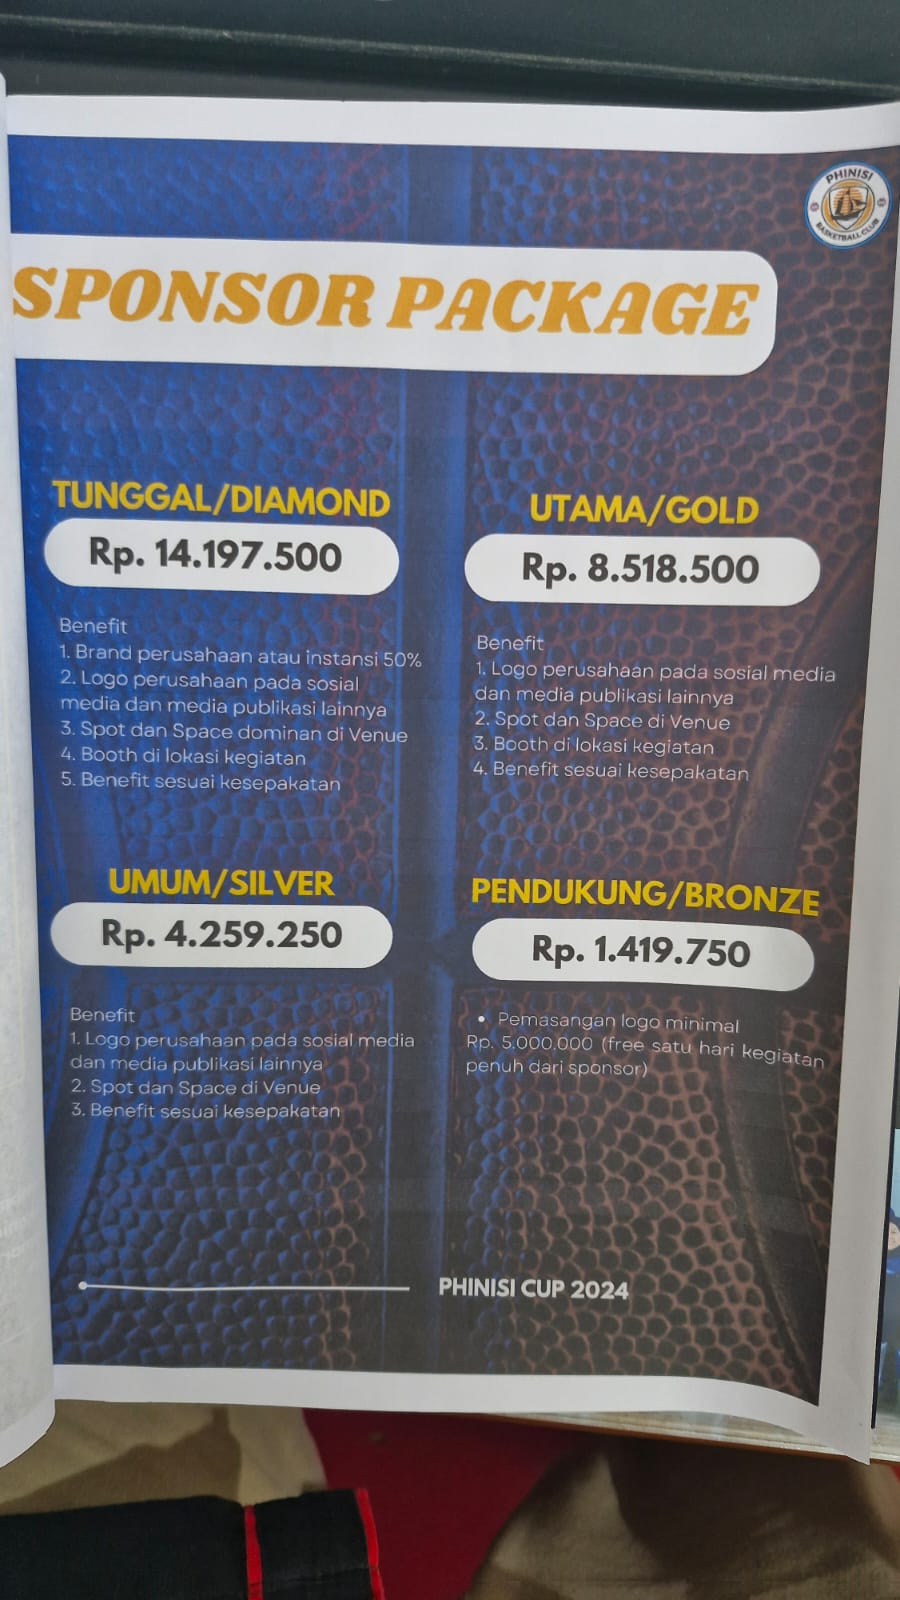 PHINISI
BASKETBALL CLUB
SPONSOR PACKAGE
TUNGGAL/DIAMOND
Rp. 14.197.500
Benefit
1. Brand perusahaan atau instansi 50%
2. Logo perusahaan pada sosial
media dan media publikasi lainnya
3. Spot dan Space dominan di Venue
4. Booth di lokasi kegiatan
5. Benefit sesuai kesepakatan
UTAMA/GOLD
Rp. 8.518.500
Benefit
1. Logo perusahaan pada sosial media
dan media publikasi lainnya
2. Spot dan Space di Venue
3. Booth di lokasi kegiatan
4. Benefit sesuai kesepakatan
UMUM/SILVER
Rp. 4.259.250
Benefit
1. Logo perusahaan pada sosial media
dan media publikasi lainnya
2. Spot dan Space di Venue
3. Benefit sesuai kesepakatan
PENDUKUNG/BRONZE
Rp. 1.419.750
• Pemasangan logo minimal
Rp. 5.000.000 (free satu hari kegiatan
penuh dari sponsor)
PHINISI CUP 2024